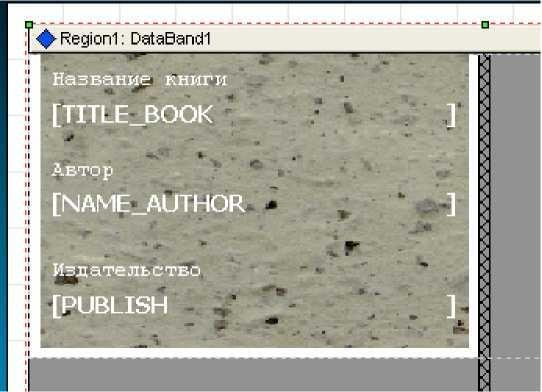 Region1: DataBand1
Название книги
[TITLE_BOOK ]
Автор
[NAME_AUTHOR ]
Издательство
[PUBLISH ]